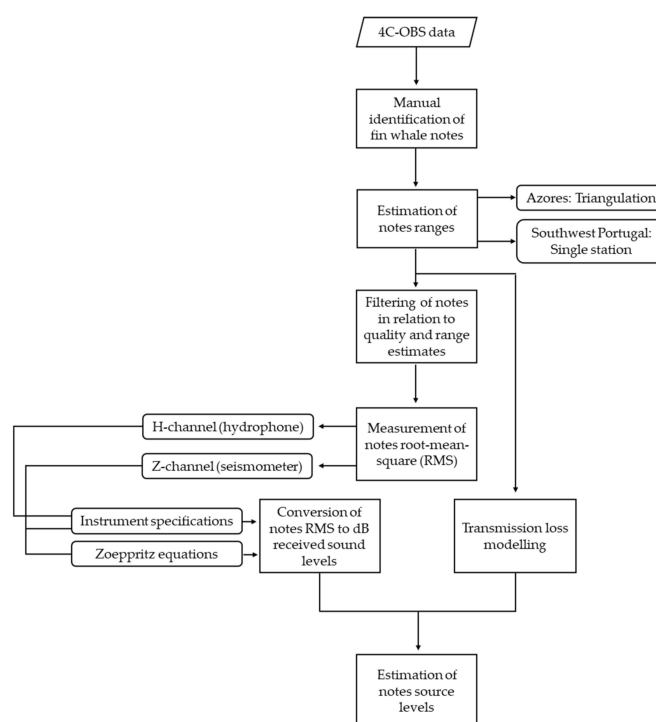 4C-OBS data
Manual
identification of
fin whale notes
Estimation of
notes ranges
Azores: Triangulation
Southwest Portugal:
Single station
Filtering of notes
in relation to
quality and range
estimates
Measurement of
notes root-mean-
square (RMS)
H-channel (hydrophone)
Z-channel (seismometer)
Instrument specifications
Zoeppritz equations
Conversion of
notes RMS to dB
received sound
levels
Transmission loss
modelling
Estimation of
notes source
levels